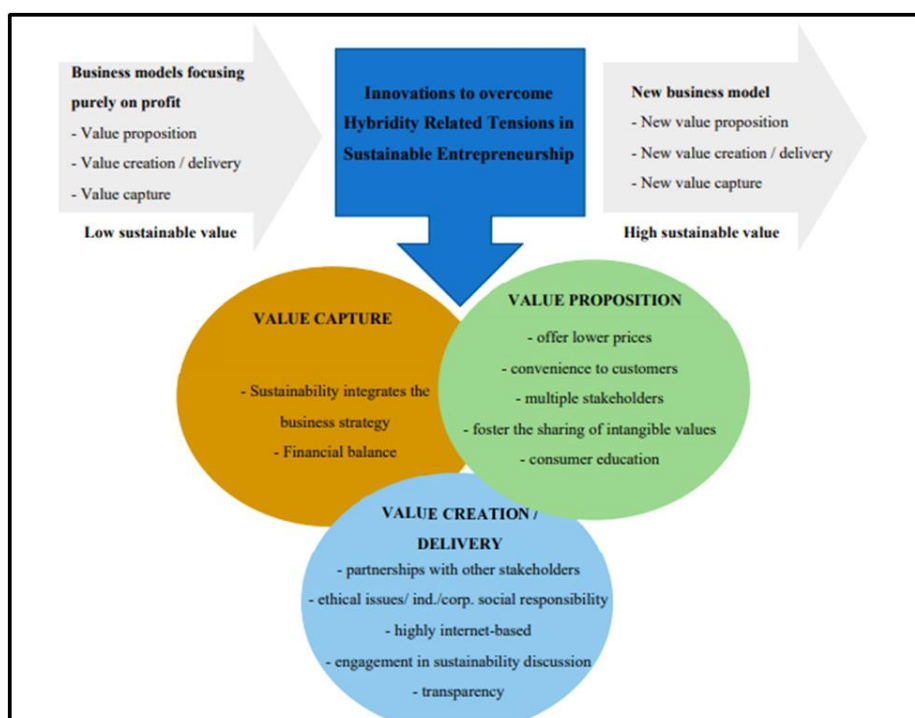 Business models focusing
purely on profit
- Value proposition
- Value creation / delivery
- Value capture
Low sustainable value
Innovations to overcome
Hybridity Related Tensions in
Sustainable Entrepreneurship
New business model
- New value proposition
- New value creation / delivery
- New value capture
High sustainable value
VALUE CAPTURE
- Sustainability integrates the
business strategy
- Financial balance
VALUE PROPOSITION
- offer lower prices
- convenience to customers
- multiple stakeholders
- foster the sharing of intangible values
- consumer education
VALUE CREATION /
DELIVERY
- partnerships with other stakeholders
- ethical issues/ ind./corp. social responsibility
- highly internet-based
- engagement in sustainability discussion
- transparency